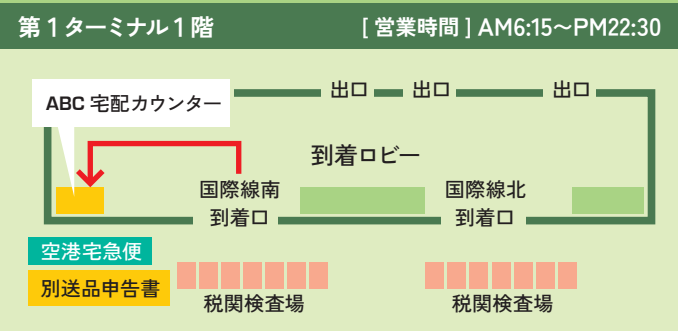 第1ターミナル1階 [営業時間] AM6:15〜PM22:30
ABC 宅配カウンター
出口 出口 出口
到着ロビー
国際線南
到着口
国際線北
到着口
空港宅急便
別送品申告書
税関検査場 税関検査場